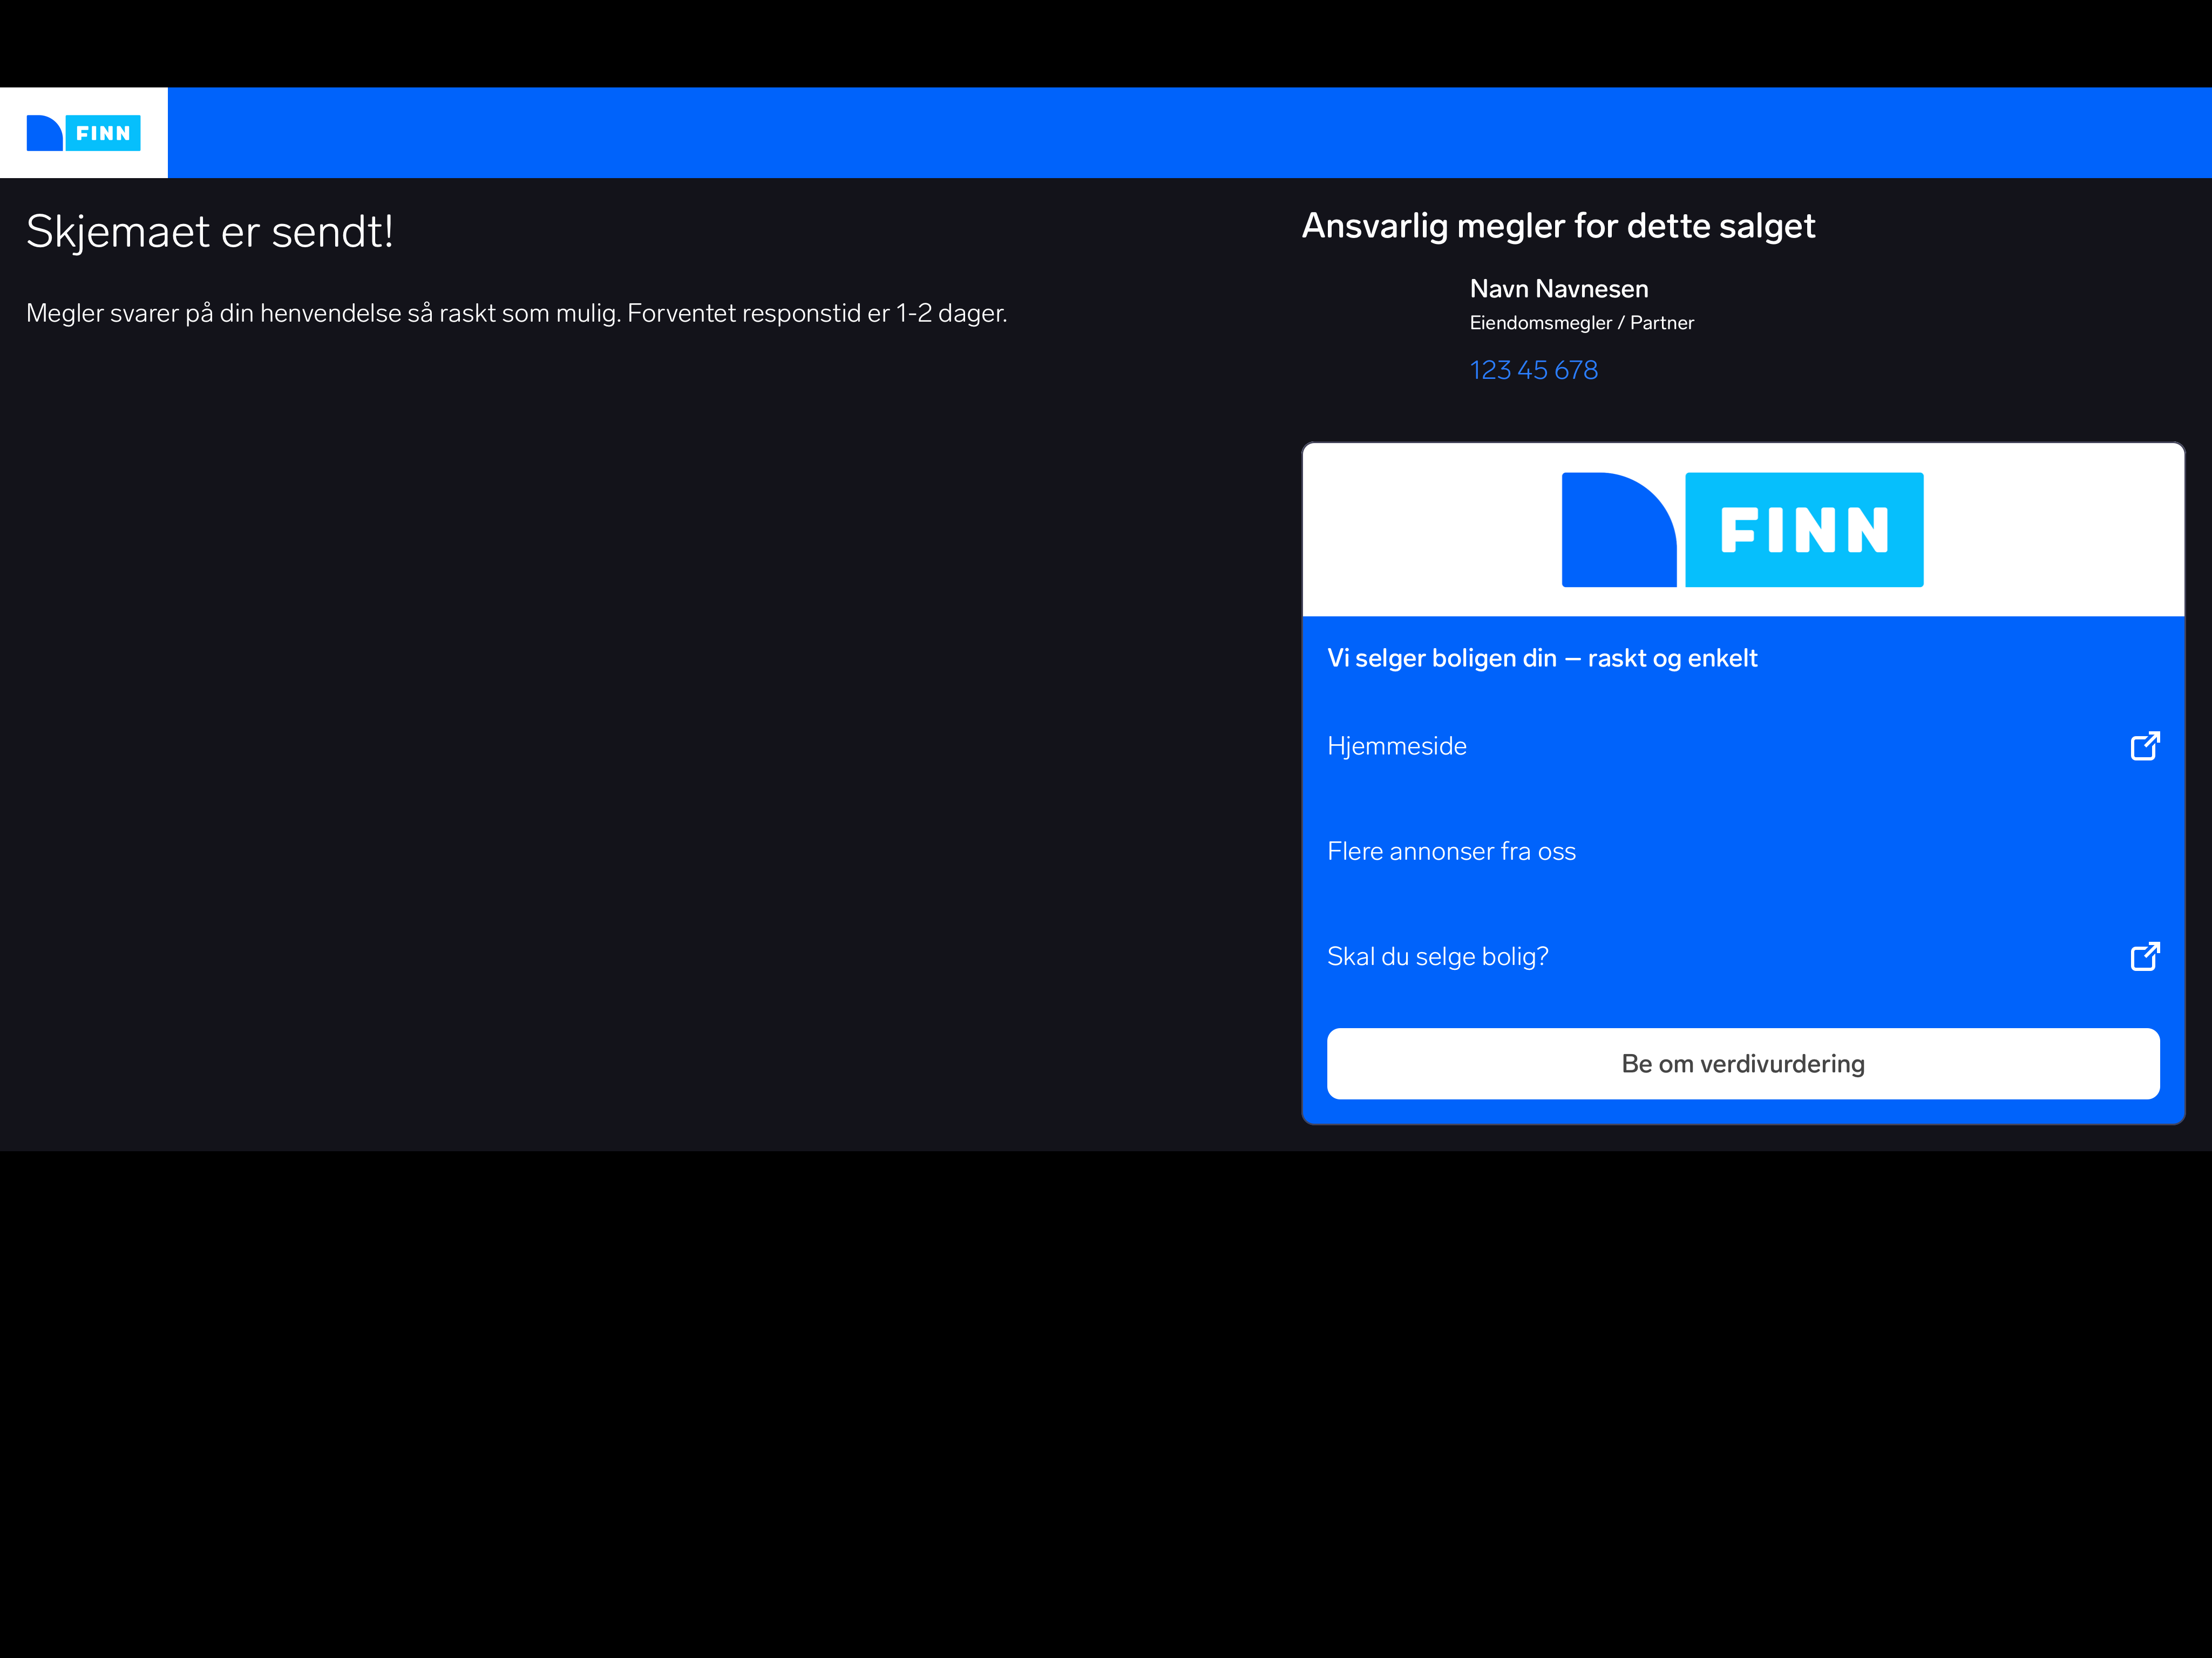 FINN
Skjemaet er sendt!
Megler svarer på din henvendelse så raskt som mulig. Forventet responstid er 1-2 dager.
Ansvarlig megler for dette salget
Navn Navnesen
Eiendomsmegler / Partner
123 45 678
FINN
Vi selger boligen din – raskt og enkelt
Hjemmeside
Flere annonser fra oss
Skal du selge bolig?
Be om verdivurdering